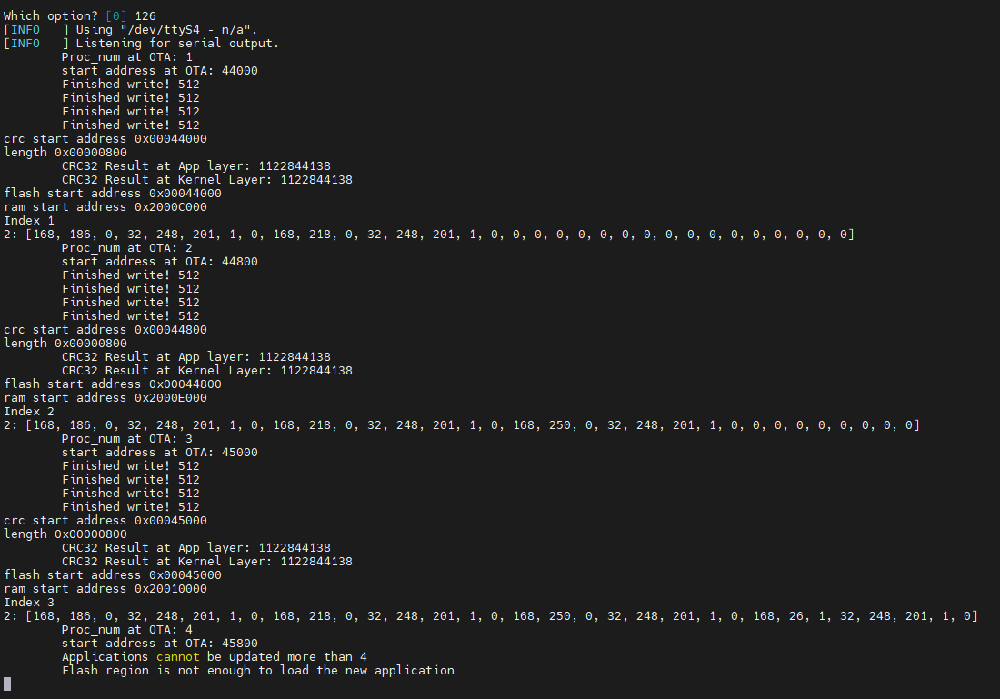 Which option? [0] 126
[INFO   ] Using "/dev/ttyS4 - n/a".
[INFO   ] Listening for serial output.
        Proc_num at OTA: 1
        start address at OTA: 44000
        Finished write! 512
        Finished write! 512
        Finished write! 512
        Finished write! 512
crc start address 0x00044000
length 0x00000800
        CRC32 Result at App layer: 1122844138
        CRC32 Result at Kernel Layer: 1122844138
flash start address 0x00044000
ram start address 0x2000C000
Index 1
2: [168, 186, 0, 32, 248, 201, 1, 0, 168, 218, 0, 32, 248, 201, 1, 0, 0, 0, 0, 0, 0, 0, 0, 0, 0, 0, 0, 0, 0, 0, 0, 0]
        Proc_num at OTA: 2
        start address at OTA: 44800
        Finished write! 512
        Finished write! 512
        Finished write! 512
        Finished write! 512
crc start address 0x00044800
length 0x00000800
        CRC32 Result at App layer: 1122844138
        CRC32 Result at Kernel Layer: 1122844138
flash start address 0x00044800
ram start address 0x2000E000
Index 2
2: [168, 186, 0, 32, 248, 201, 1, 0, 168, 218, 0, 32, 248, 201, 1, 0, 168, 250, 0, 32, 248, 201, 1, 0, 0, 0, 0, 0, 0, 0, 0, 0]
        Proc_num at OTA: 3
        start address at OTA: 45000
        Finished write! 512
        Finished write! 512
        Finished write! 512
        Finished write! 512
crc start address 0x00045000
length 0x00000800
        CRC32 Result at App layer: 1122844138
        CRC32 Result at Kernel Layer: 1122844138
flash start address 0x00045000
ram start address 0x20010000
Index 3
2: [168, 186, 0, 32, 248, 201, 1, 0, 168, 218, 0, 32, 248, 201, 1, 0, 168, 250, 0, 32, 248, 201, 1, 0, 168, 26, 1, 32, 248, 201, 1, 0]
        Proc_num at OTA: 4
        start address at OTA: 45800
        Applications cannot be updated more than 4
        Flash region is not enough to load the new application